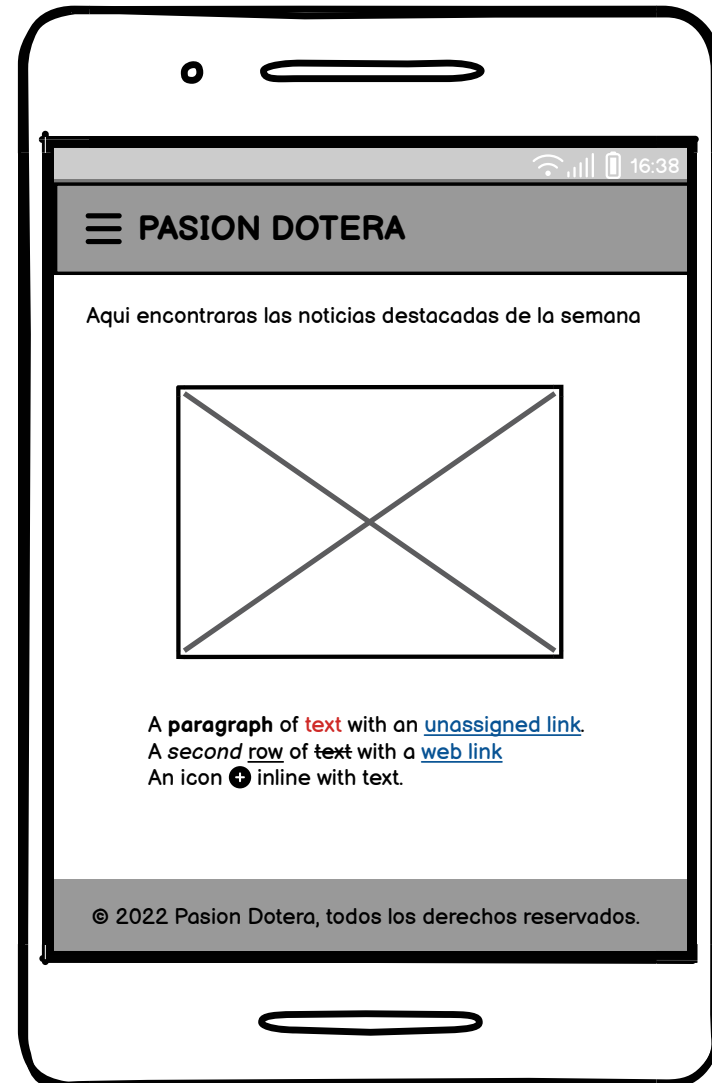 16:38
PASION DOTERA
Aqui encontraras las noticias destacadas de la semana
A paragraph of text with an unassigned link.
A second row of text with a web link
An icon + inline with text.
© 2022 Pasion Dotera, todos los derechos reservados.